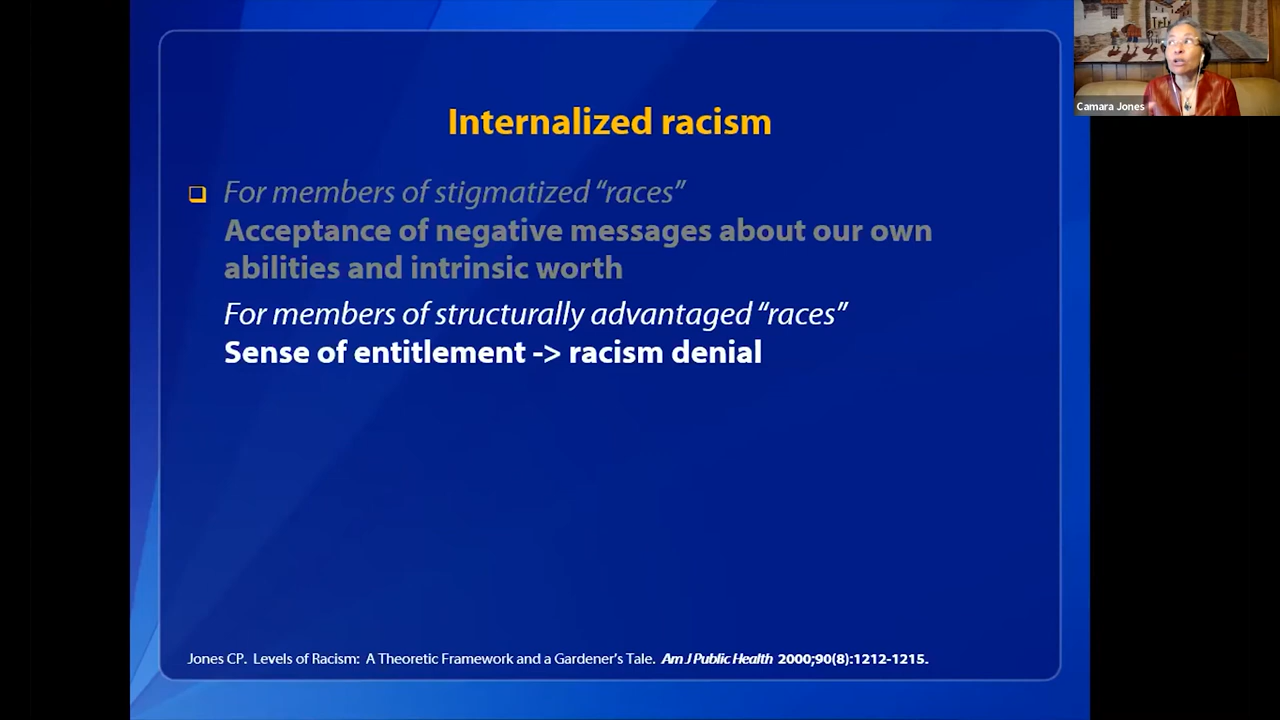 Internalized racism
For members of stigmatized “races”
Acceptance of negative messages about our own
abilities and intrinsic worth
For members of structurally advantaged “races”
Sense of entitlement -> racism denial
Jones CP. Levels of Racism: A Theoretic Framework and a Gardener’s Tale. Am J Public Health 2000;90(8):1212-1215.
Camara Jones